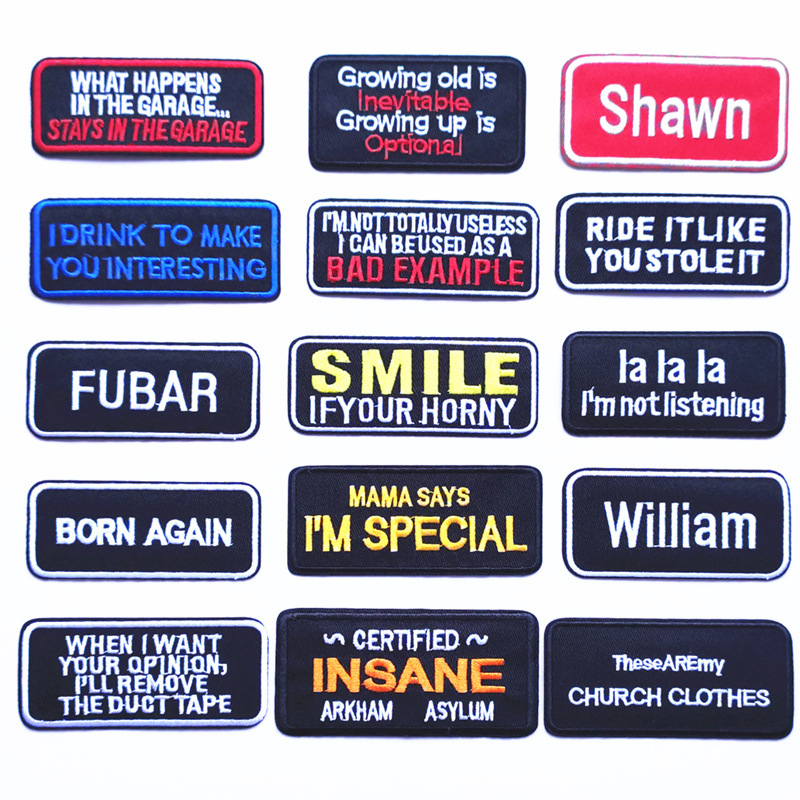 WHAT HAPPENS
IN THE GARAGE...
STAYS IN THE GARAGE
Growing old is
Inevitable
Growing up is
Optional
Shawn
I DRINK TO MAKE
YOU INTERESTING
I'M NOT TOTALLY USELESS
I CAN BE USED AS A
BAD EXAMPLE
RIDE IT LIKE
YOU STOLE IT
FUBAR
SMILE
IF YOUR HORNY
la la la
I'm not listening
BORN AGAIN
MAMA SAYS
I'M SPECIAL
William
WHEN I WANT
YOUR OPINION,
I'LL REMOVE
THE DUCT TAPE
~ CERTIFIED ~
INSANE
ARKHAM ASYLUM
These ARE my
CHURCH CLOTHES